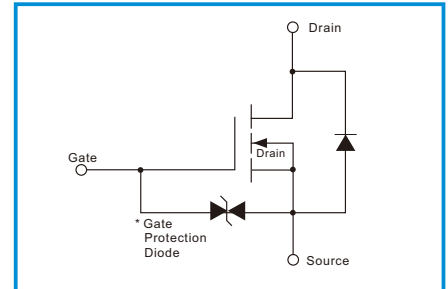 Drain
Drain
Gate
* Gate
Protection
Diode
Source